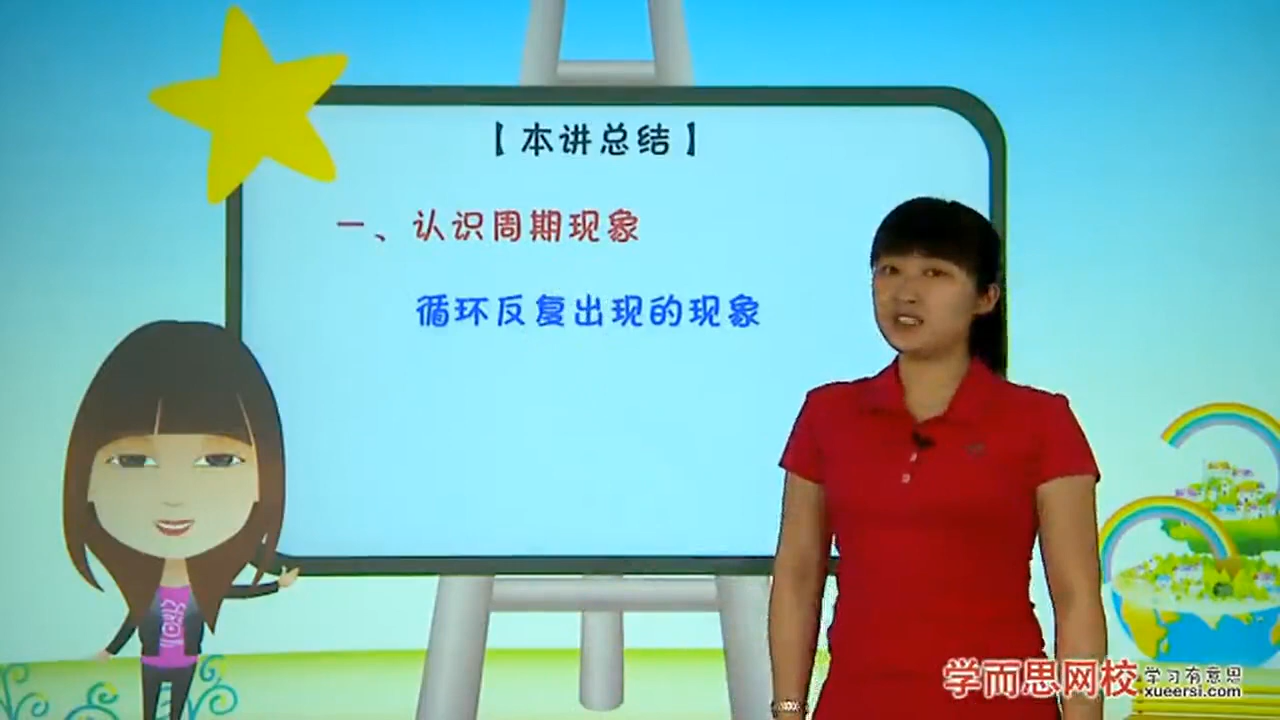 【本讲总结】
一、认识周期现象
循环反复出现的现象
学而思网校
学习有意思
xueersi.com